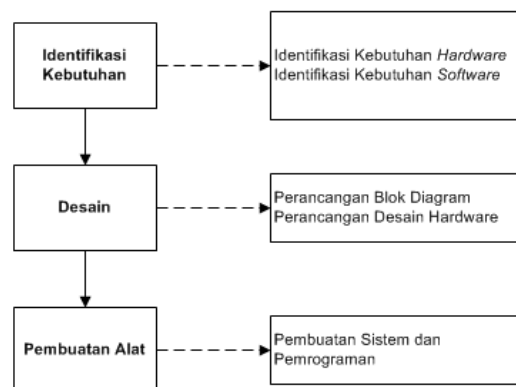 Identifikasi
Kebutuhan
Identifikasi Kebutuhan Hardware
Identifikasi Kebutuhan Software
Desain
Perancangan Blok Diagram
Perancangan Desain Hardware
Pembuatan Alat
Pembuatan Sistem dan
Pemrograman